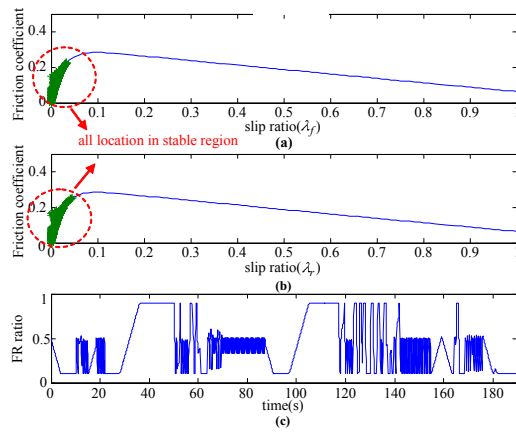 Friction coefficient
0.4
0.2
0
0 0.1 0.2 0.3 0.4 0.5 0.6 0.7 0.8 0.9
slip ratio(λf)
(a)
all location in stable region
Friction coefficient
0.4
0.2
0
0 0.1 0.2 0.3 0.4 0.5 0.6 0.7 0.8 0.9
slip ratio(λr)
(b)
FR ratio
1
0.5
0
0 20 40 60 80 100 120 140 160 180
time(s)
(c)